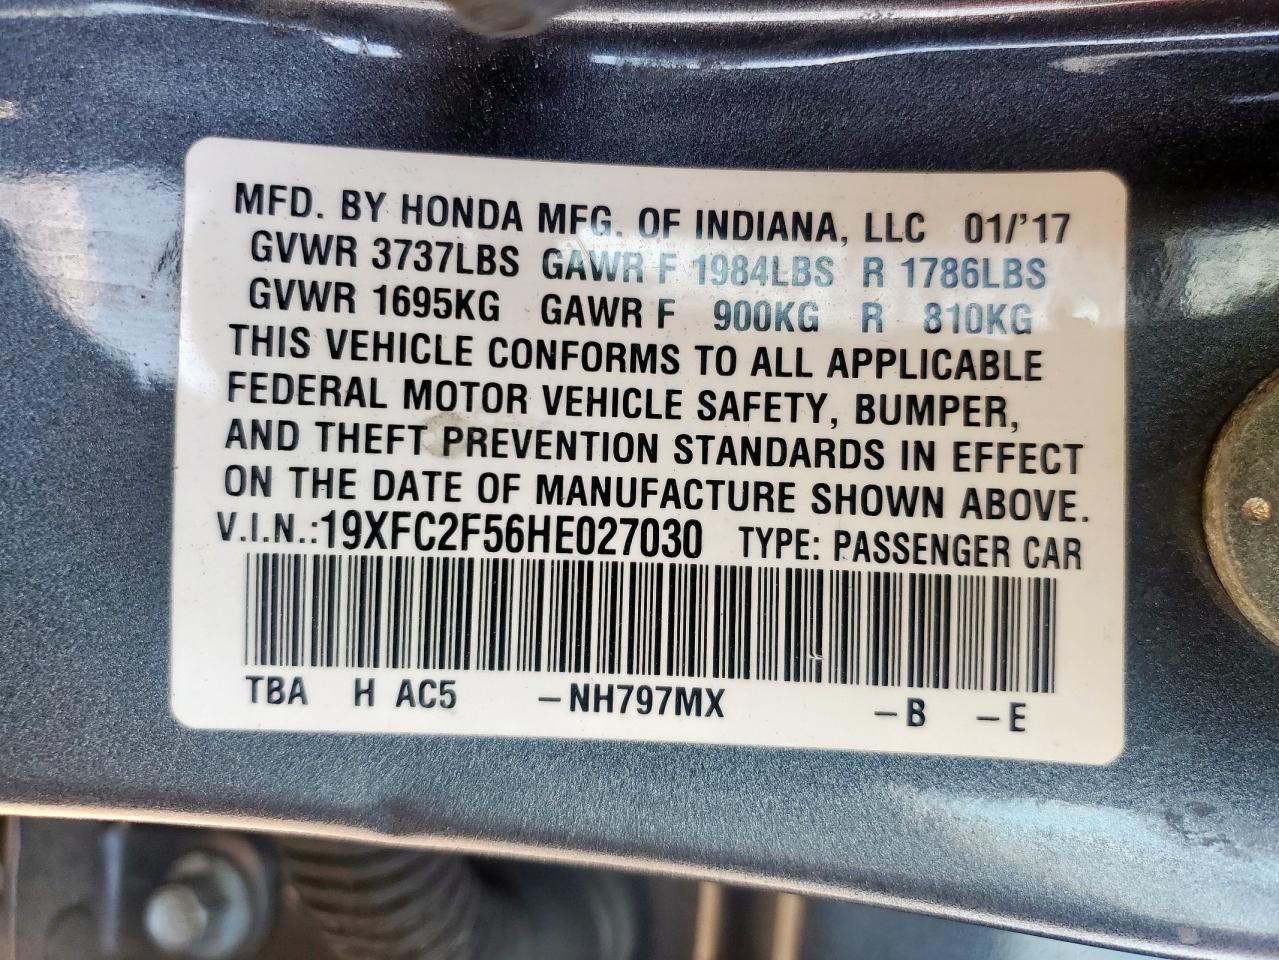 MFD. BY HONDA MFG. OF INDIANA, LLC 01/'17
GVWR 3737LBS GAWR F 1984LBS R 1786LBS
GVWR 1695KG GAWR F 900KG R 810KG
THIS VEHICLE CONFORMS TO ALL APPLICABLE
FEDERAL MOTOR VEHICLE SAFETY, BUMPER,
AND THEFT PREVENTION STANDARDS IN EFFECT
ON THE DATE OF MANUFACTURE SHOWN ABOVE.
V.I.N.:19XFC2F56HE027030 TYPE: PASSENGER CAR
TBA H AC5 –NH797MX –B –E